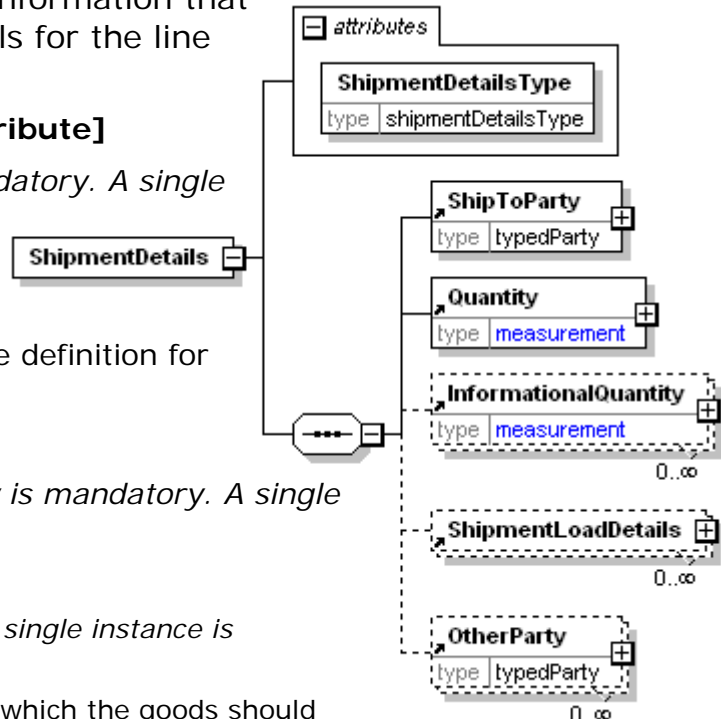 nformation that
ls for the line
ribute]
datory. A single
e definition for
is mandatory. A single
single instance is
which the goods should
attributes
ShipmentDetailsType
type shipmentDetailsType
ShipmentDetails
ShipToParty
type typedParty
Quantity
type measurement
InformationalQuantity
type measurement
0..∞
ShipmentLoadDetails
0..∞
OtherParty
type typedParty
0..∞